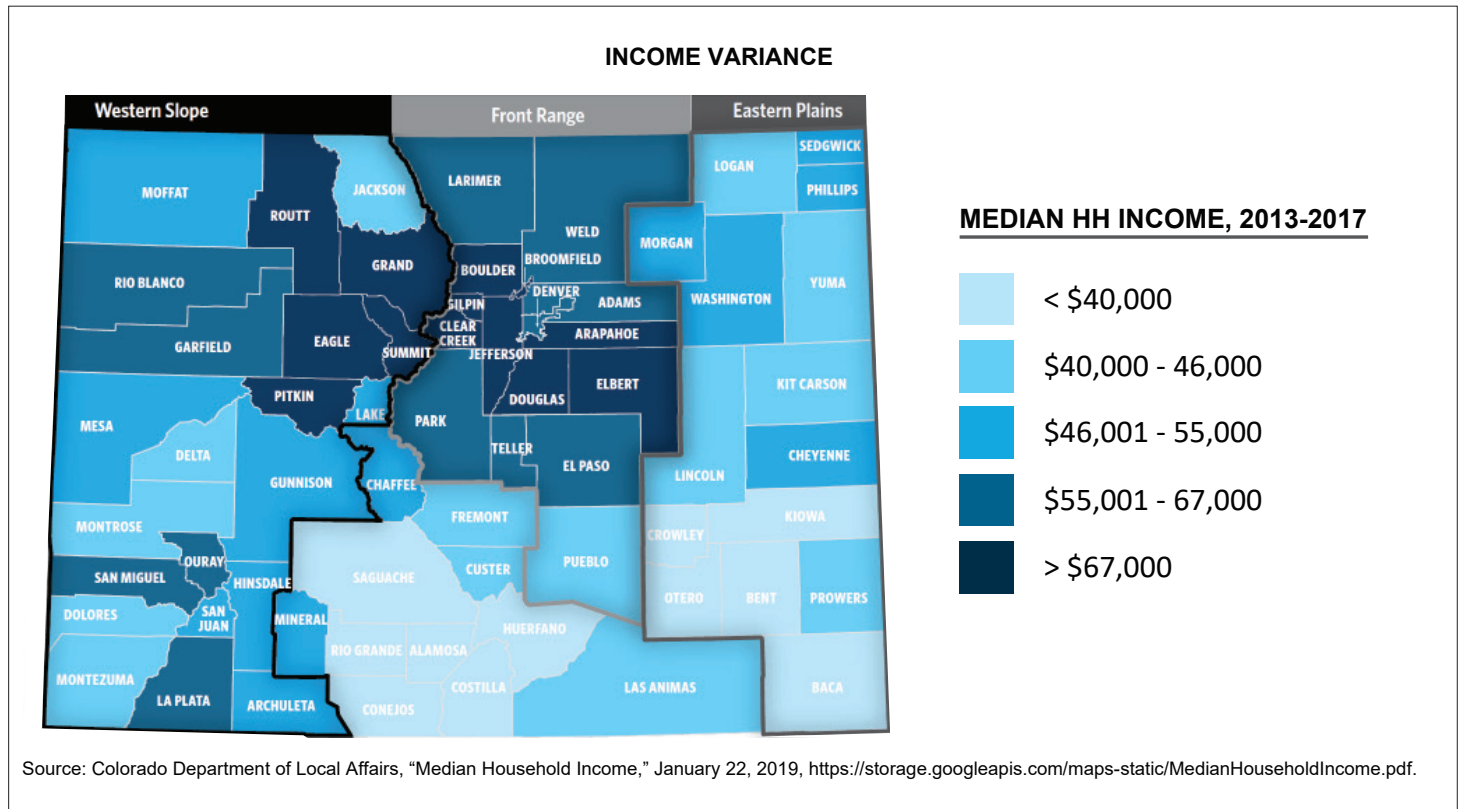 INCOME VARIANCE
Western Slope
Front Range
Eastern Plains
MOFFAT
ROUTT
JACKSON
LARIMER
WELD
LOGAN
SEDGWICK
PHILLIPS
MORGAN
WASHINGTON
YUMA
RIO BLANCO
GRAND
BOULDER
BROOMFIELD
GILPIN
DENVER
ADAMS
CLEAR
CREEK
ARAPAHOE
GARFIELD
EAGLE
SUMMIT
JEFFERSON
PITKIN
LAKE
PARK
DOUGLAS
ELBERT
KIT CARSON
MESA
DELTA
GUNNISON
CHAFFEE
TELLER
EL PASO
LINCOLN
CHEYENNE
MONTROSE
FREMONT
CROWLEY
KIOWA
OURAY
SAN MIGUEL
HINSDALE
SAGUACHE
CUSTER
PUEBLO
OTERO
BENT
PROWERS
DOLORES
SAN
JUAN
MINERAL
RIO GRANDE
ALAMOSA
HUERFANO
MONTEZUMA
LA PLATA
ARCHULETA
CONEJOS
COSTILLA
LAS ANIMAS
BACA
MEDIAN HH INCOME, 2013-2017
< $40,000
$40,000 - 46,000
$46,001 - 55,000
$55,001 - 67,000
> $67,000
Source: Colorado Department of Local Affairs, “Median Household Income,” January 22, 2019, https://storage.googleapis.com/maps-static/MedianHouseholdIncome.pdf.